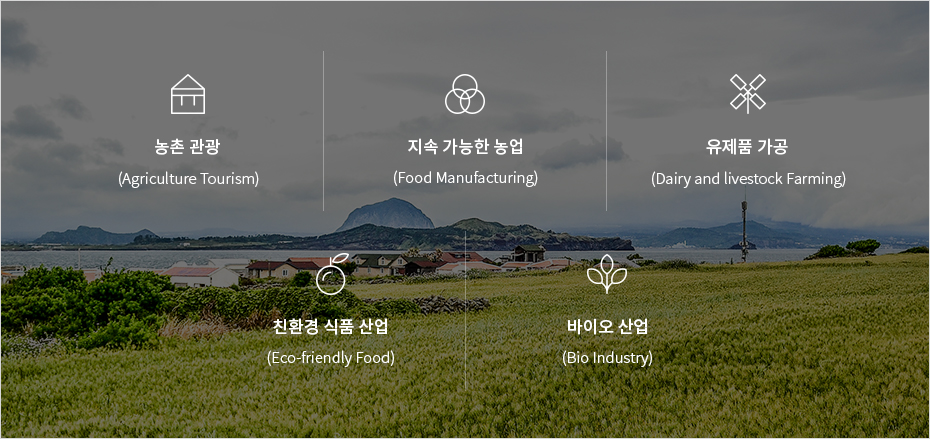 농촌 관광
(Agriculture Tourism)
지속 가능한 농업
(Food Manufacturing)
유제품 가공
(Dairy and livestock Farming)
친환경 식품 산업
(Eco-friendly Food)
바이오 산업
(Bio Industry)